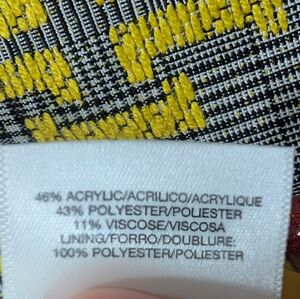 46% ACRYLIC/ACRILICO/ACRYLIQUE
43% POLYESTER/POLIESTER
11% VISCOSE/VISCOSA
LINING/FORRO/DOUBLURE:
100% POLYESTER/POLIESTER